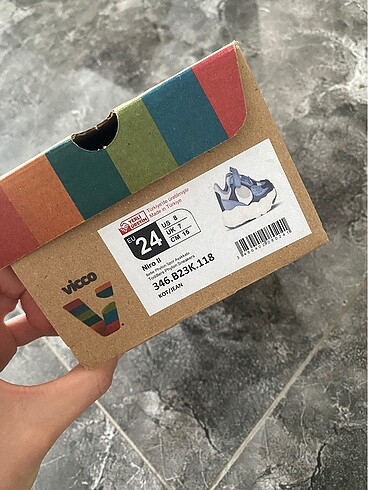 YERLİ ÜRETİM
Türkiye'de üretilmiştir
Made in Türkiye
EU 24
US 8
UK 7
CM 15
Niro II
346.B23K.118
KOT/JEAN
vicco